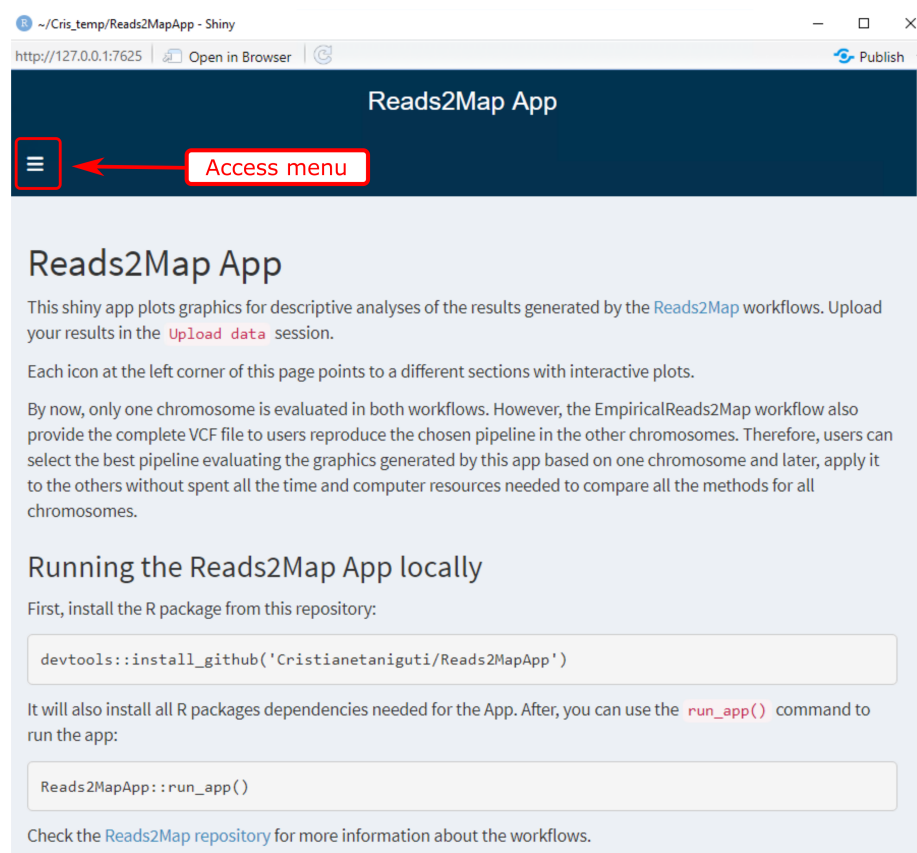 ~/Cris_temp/Reads2MapApp - Shiny
http://127.0.0.1:7625 Open in Browser Publish
Reads2Map App
Access menu
Reads2Map App
This shiny app plots graphics for descriptive analyses of the results generated by the Reads2Map workflows. Upload
your results in the Upload data session.
Each icon at the left corner of this page points to a different sections with interactive plots.
By now, only one chromosome is evaluated in both workflows. However, the EmpiricalReads2Map workflow also
provide the complete VCF file to users reproduce the chosen pipeline in the other chromosomes. Therefore, users can
select the best pipeline evaluating the graphics generated by this app based on one chromosome and later, apply it
to the others without spent all the time and computer resources needed to compare all the methods for all
chromosomes.
Running the Reads2Map App locally
First, install the R package from this repository:
devtools::install_github('Cristianetaniguti/Reads2MapApp')
It will also install all R packages dependencies needed for the App. After, you can use the run_app() command to
run the app:
Reads2MapApp::run_app()
Check the Reads2Map repository for more information about the workflows.